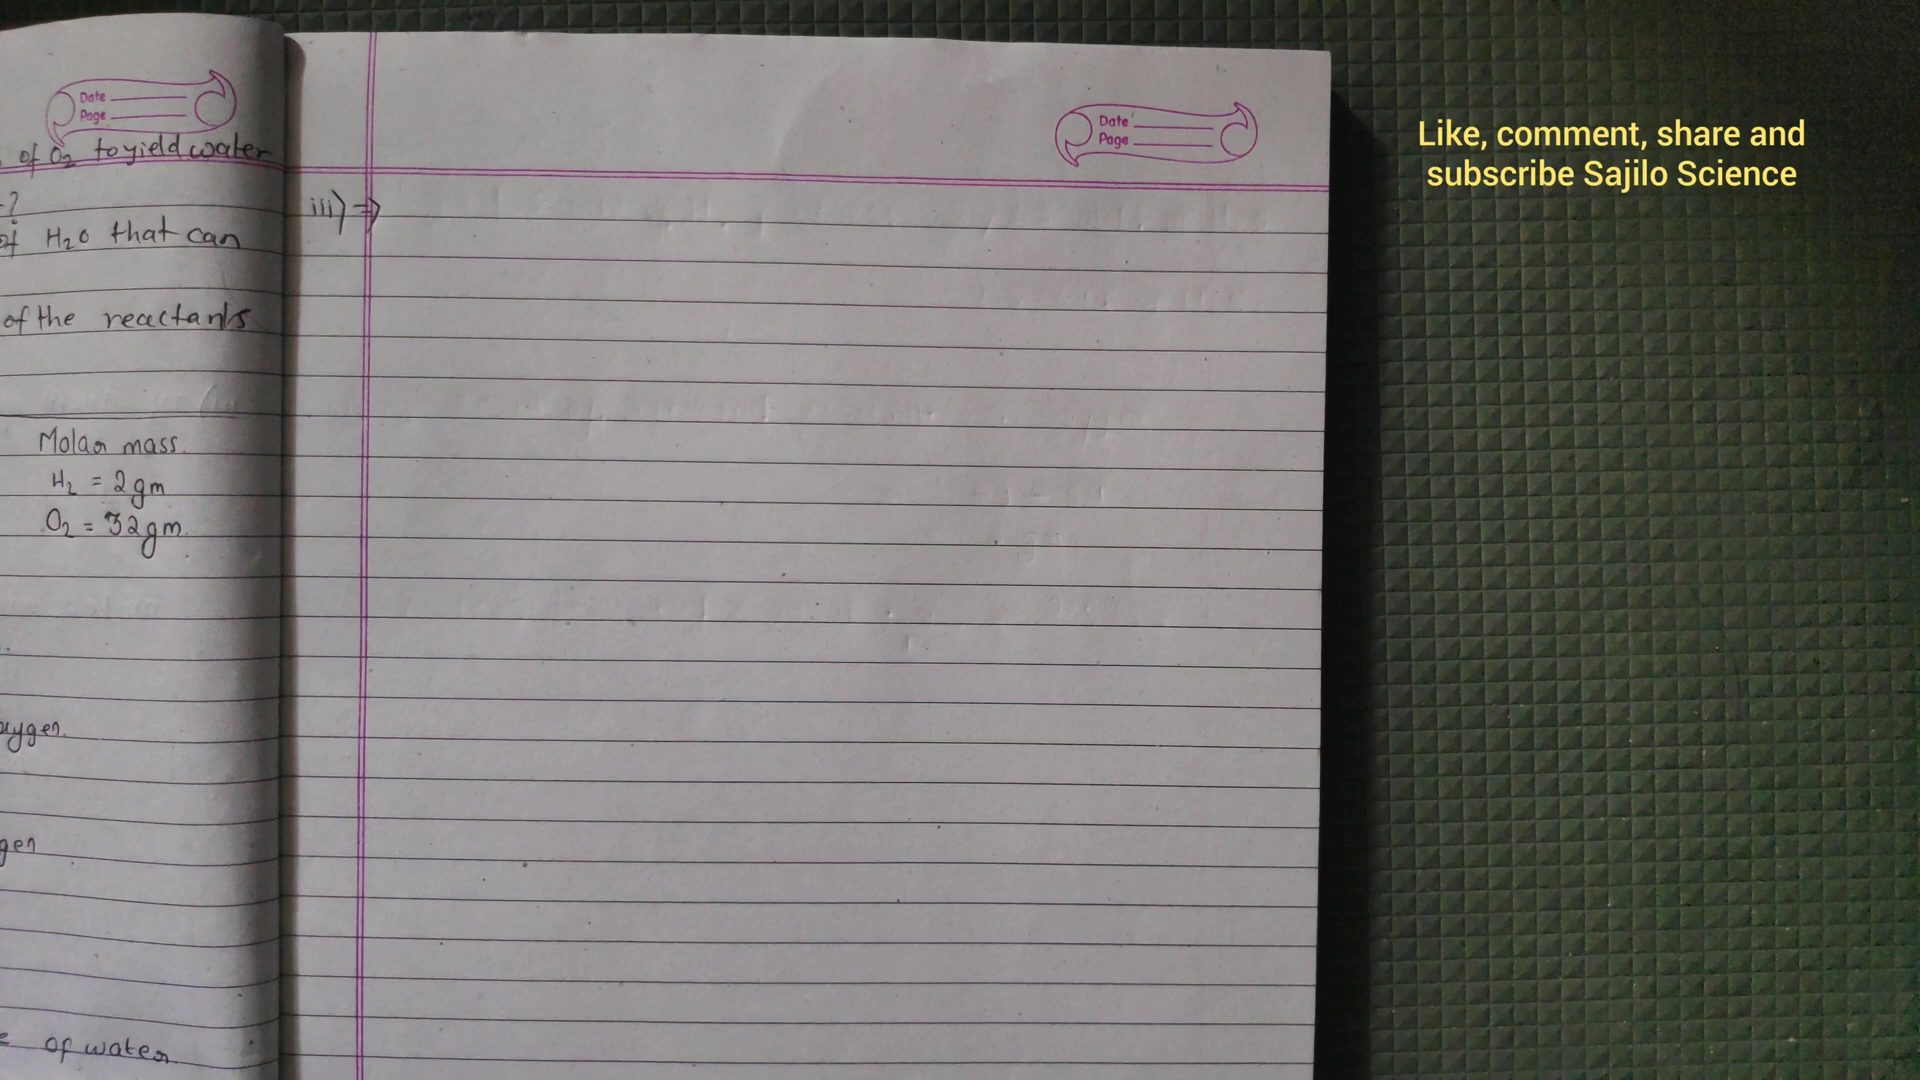 Date
Page
of O₂ to yield water
?
of H₂O that can
of the reactants
Molar mass.
H₂ = 2gm
O₂ = 32gm.
gen
of water
Date
Page
iii) ⇒
Like, comment, share and
subscribe Sajilo Science